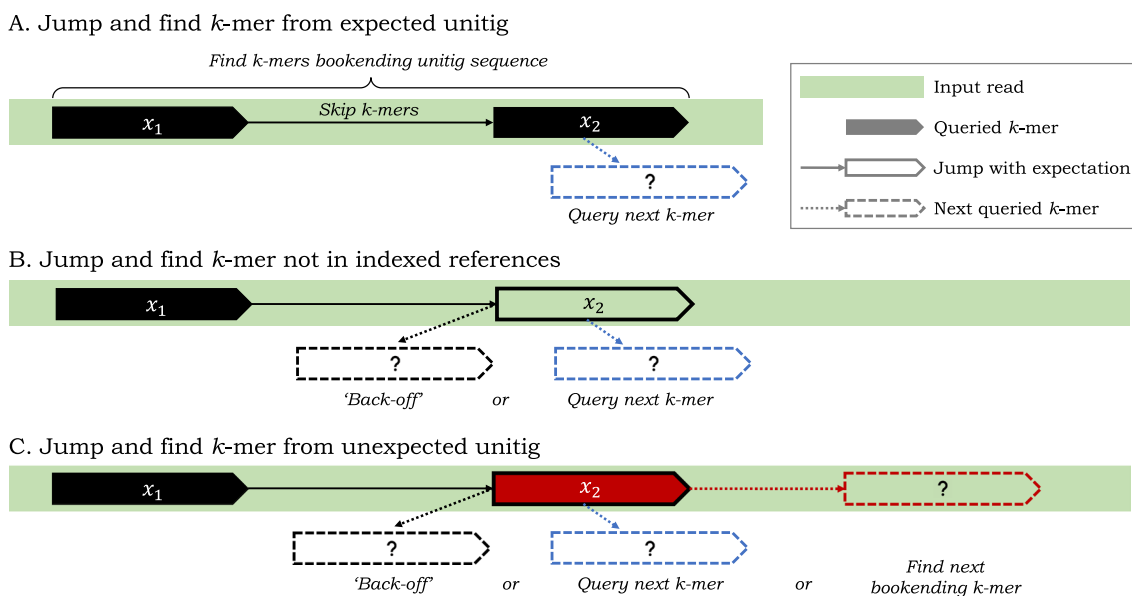 A. Jump and find k-mer from expected unitig
Find k-mers bookending unitig sequence
x₁
Skip k-mers
x₂
?
Query next k-mer
Input read
Queried k-mer
Jump with expectation
Next queried k-mer
B. Jump and find k-mer not in indexed references
x₁
x₂
?
?
‘Back-off’ or Query next k-mer
C. Jump and find k-mer from unexpected unitig
x₁
x₂
?
?
?
‘Back-off’ or Query next k-mer or
Find next
bookending k-mer